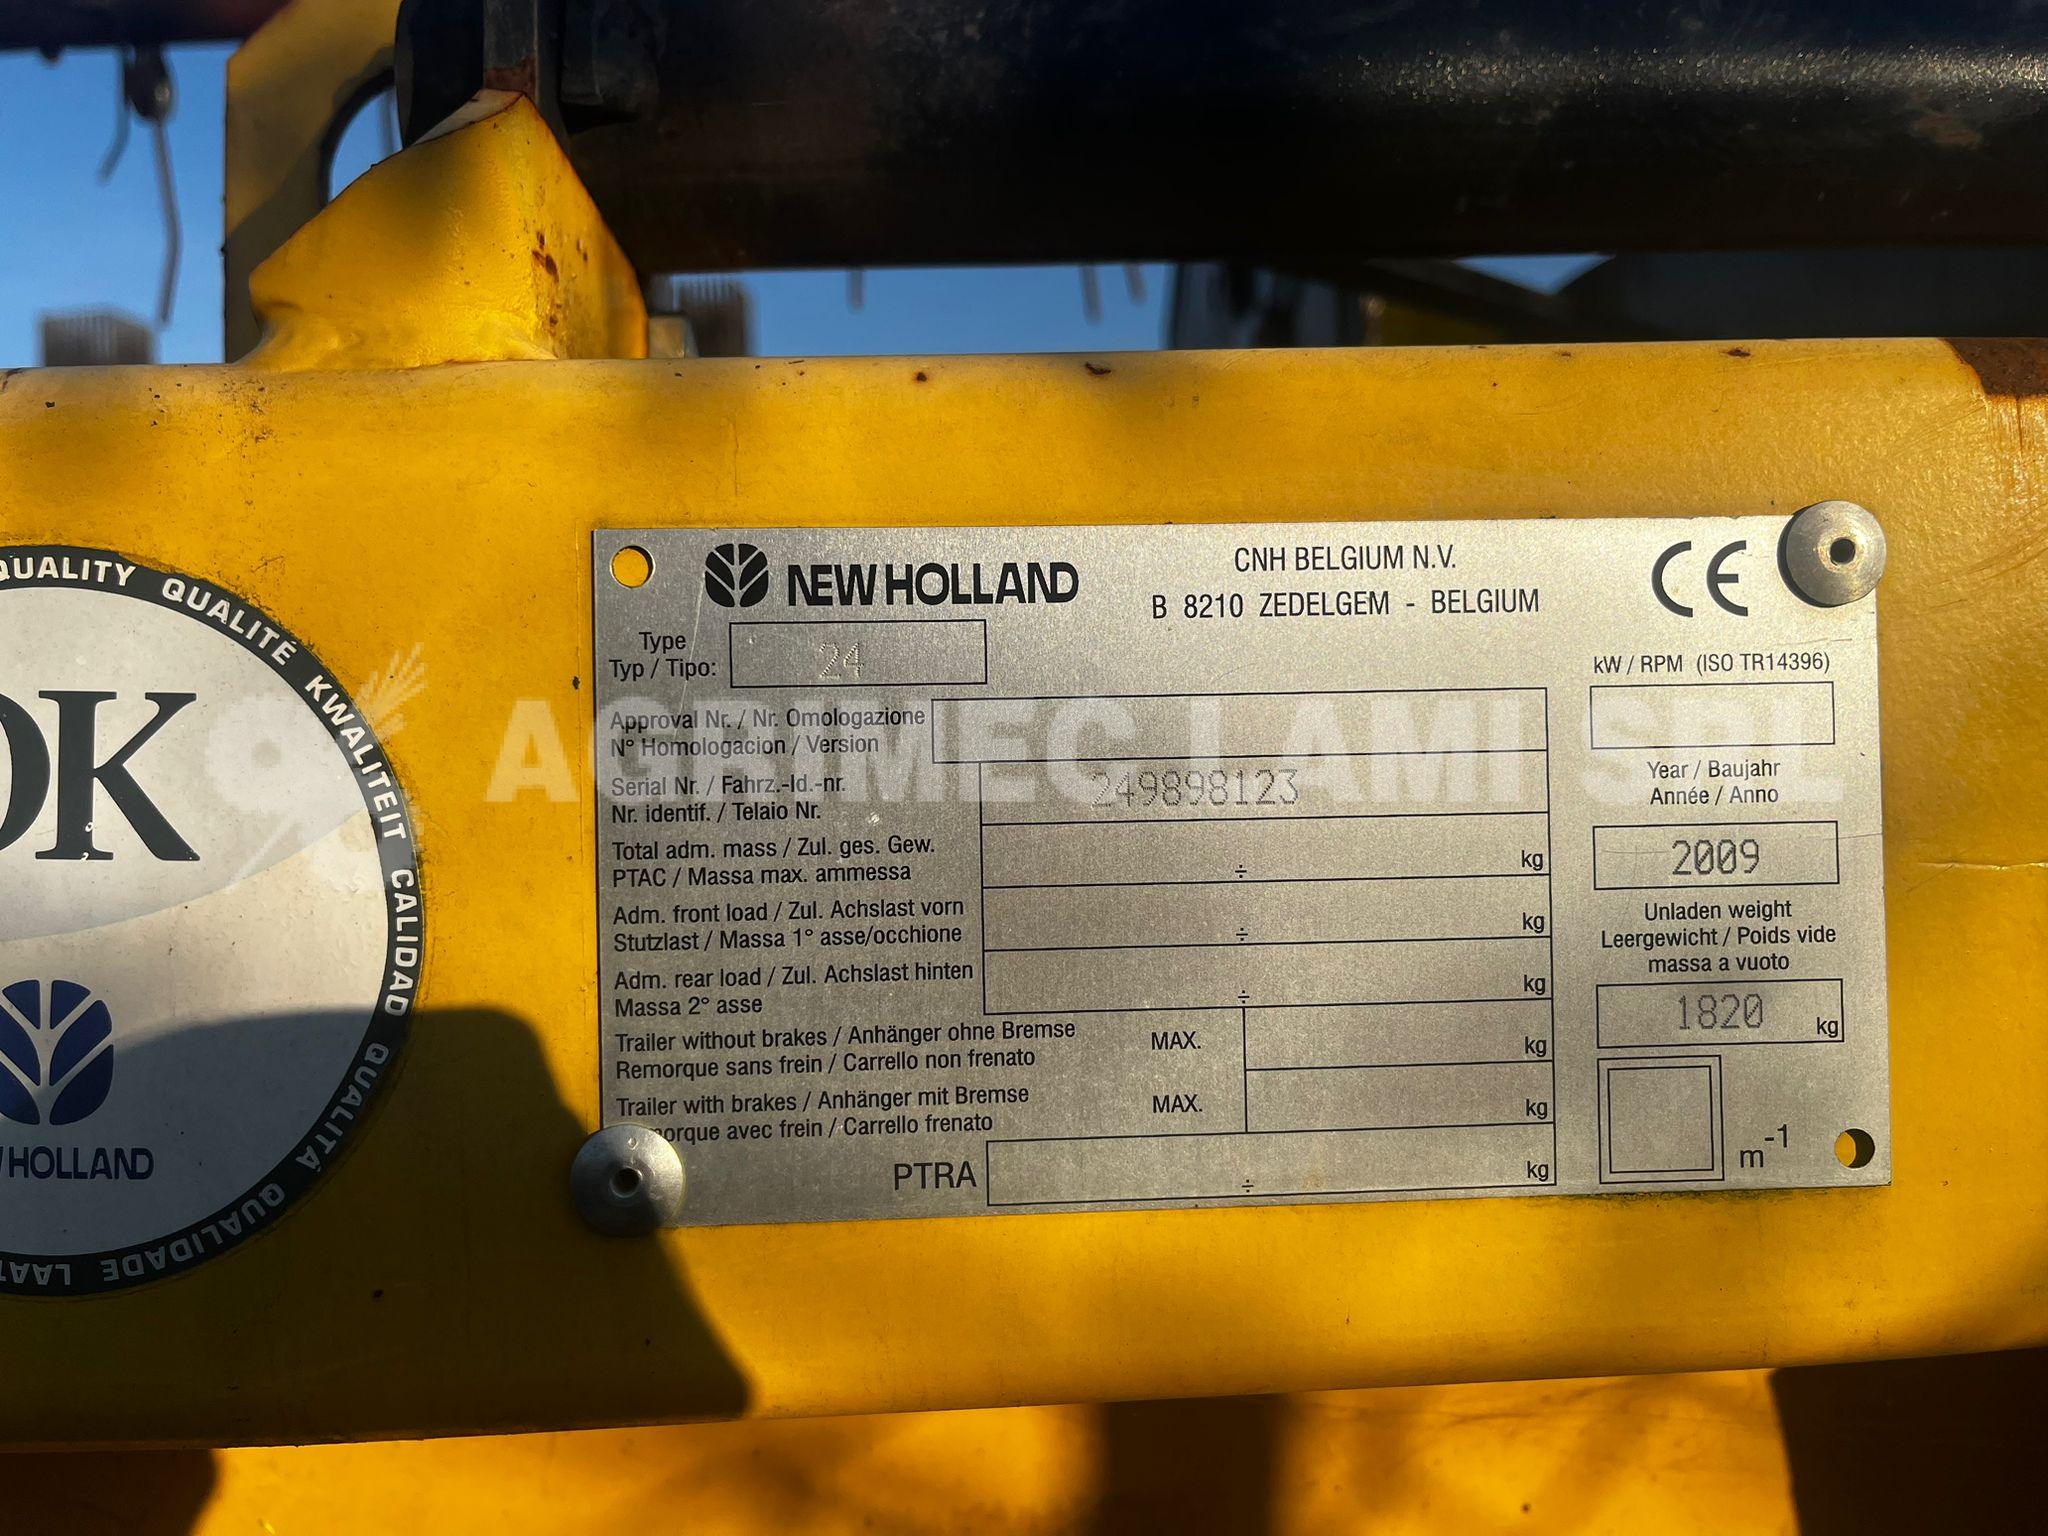 NEW HOLLAND
CNH BELGIUM N.V.
B 8210 ZEDELGEM - BELGIUM
CE
Type
Typ / Tipo:
24
kW / RPM (ISO TR14396)
Approval Nr. / Nr. Omologazione
N° Homologacion / Version
Serial Nr. / Fahrz.-Id.-nr.
Nr. identif. / Telaio Nr.
249898123
Year / Baujahr
Année / Anno
2009
Total adm. mass / Zul. ges. Gew.
PTAC / Massa max. ammessa
÷ kg
Adm. front load / Zul. Achslast vorn
Stutzlast / Massa 1° asse/occhione
÷ kg
Unladen weight
Leergewicht / Poids vide
massa a vuoto
1820 kg
Adm. rear load / Zul. Achslast hinten
Massa 2° asse
÷ kg
Trailer without brakes / Anhänger ohne Bremse
Remorque sans frein / Carrello non frenato
MAX. kg
Trailer with brakes / Anhänger mit Bremse
orque avec frein / Carrello frenato
MAX. kg
PTRA ÷ kg
m-1
QUALITY QUALITÉ KWALITEIT CALIDAD QUALITÀ QUALIDADE LAAT
OK
NEW HOLLAND
AGRIMEC LAMI SRL